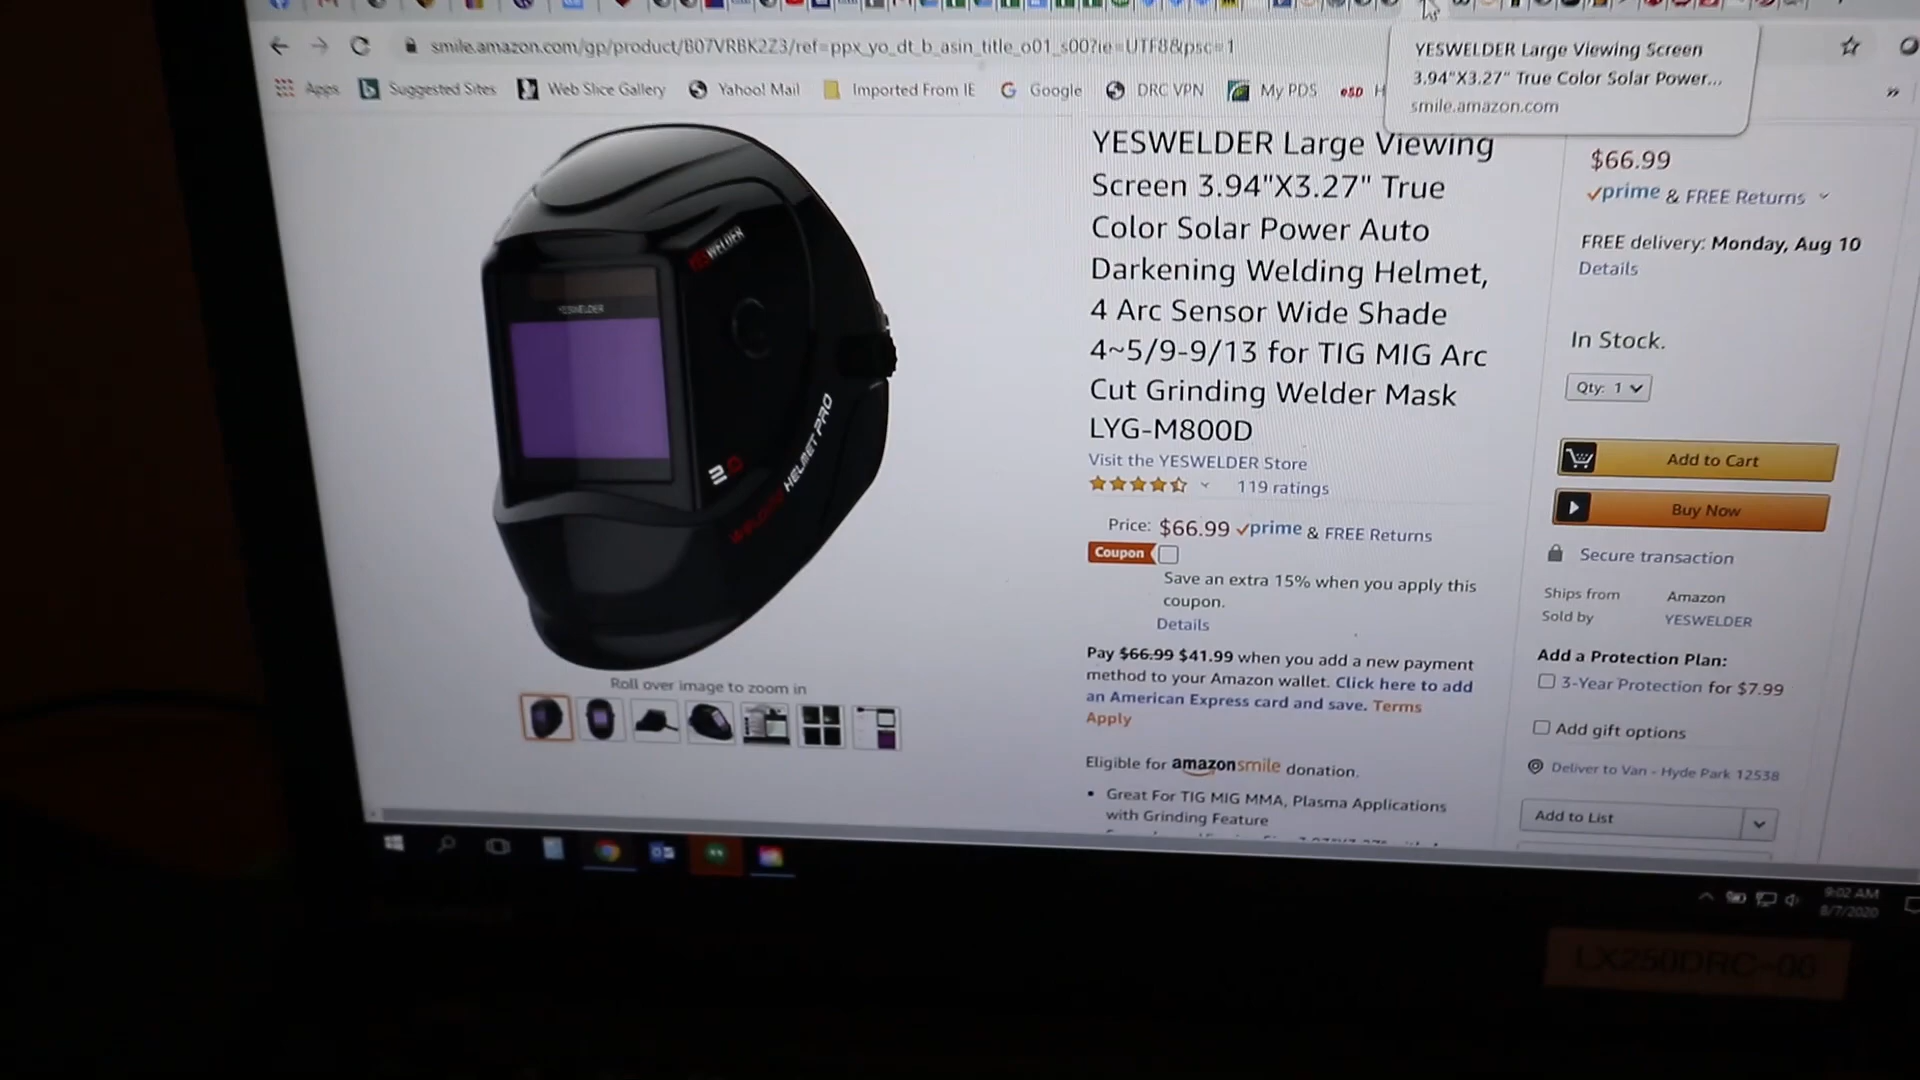 smile.amazon.com/gp/product/B07VRBK2Z3/ref=ppx_yo_dt_b_asin_title_o01_s00?ie=UTF8&psc=1
YESWELDER Large Viewing Screen
3.94"X3.27" True Color Solar Power...
smile.amazon.com
Apps Suggested Sites Web Slice Gallery Yahoo! Mail Imported From IE Google DRC VPN My PDS eSD H
YESWELDER Large Viewing
Screen 3.94"X3.27" True
Color Solar Power Auto
Darkening Welding Helmet,
4 Arc Sensor Wide Shade
4~5/9-9/13 for TIG MIG Arc
Cut Grinding Welder Mask
LYG-M800D
Visit the YESWELDER Store
119 ratings
Price: $66.99 prime & FREE Returns
Coupon
Save an extra 15% when you apply this
coupon.
Details
Pay $66.99 $41.99 when you add a new payment
method to your Amazon wallet. Click here to add
an American Express card and save. Terms
Apply
Eligible for amazonsmile donation.
• Great For TIG MIG MMA, Plasma Applications
with Grinding Feature
$66.99
prime & FREE Returns
FREE delivery: Monday, Aug 10
Details
In Stock.
Qty: 1
Add to Cart
Buy Now
Secure transaction
Ships from Amazon
Sold by YESWELDER
Add a Protection Plan:
3-Year Protection for $7.99
Add gift options
Deliver to Van - Hyde Park 12538
Add to List
YESWELDER
YESWELDER
2.0
WELDING HELMET PRO
Roll over image to zoom in
9:02 AM
8/7/2020
LX250DRC-06